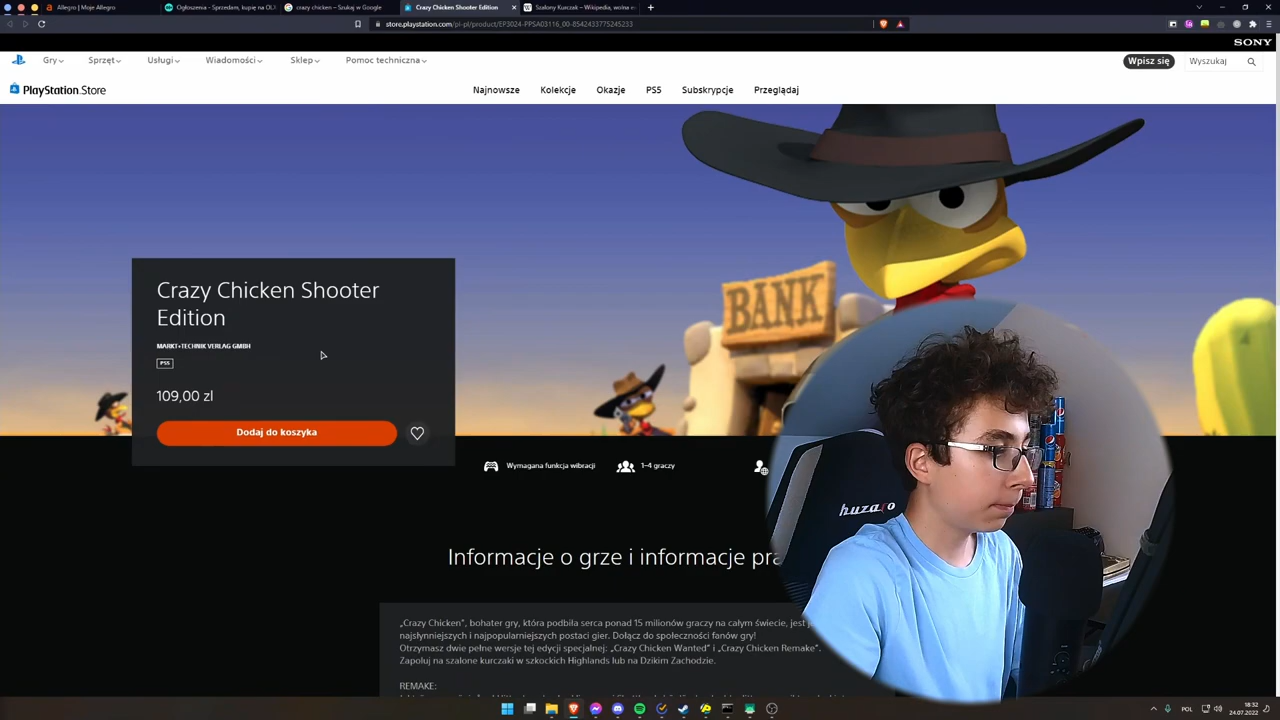 Allegro | Moje Allegro
Ogłoszenia - Sprzedam, kupię na OL
crazy chicken – Szukaj w Google
Crazy Chicken Shooter Edition
Szalony Kurczak – Wikipedia, wolna e
store.playstation.com/pl-pl/product/EP3024-PPSA03116_00-8542433775245233
SONY
Gry
Sprzęt
Usługi
Wiadomości
Sklep
Pomoc techniczna
Wpisz się
Wyszukaj
PlayStation.Store
Najnowsze
Kolekcje
Okazje
PS5
Subskrypcje
Przeglądaj
BANK
Crazy Chicken Shooter
Edition
MARKT+TECHNIK VERLAG GMBH
PS5
109,00 zl
Dodaj do koszyka
Wymagana funkcja wibracji
1-4 graczy
huzaro
Informacje o grze i informacje pra
„Crazy Chicken", bohater gry, która podbiła serca ponad 15 milionów graczy na całym świecie, jest
najsłynniejszych i najpopularniejszych postaci gier. Dołącz do społeczności fanów gry!
Otrzymasz dwie pełne wersje tej edycji specjalnej: „Crazy Chicken Wanted" i „Crazy Chicken Remake".
Zapoluj na szalone kurczaki w szkockich Highlands lub na Dzikim Zachodzie.
REMAKE:
POL
18:32
24.07.2022